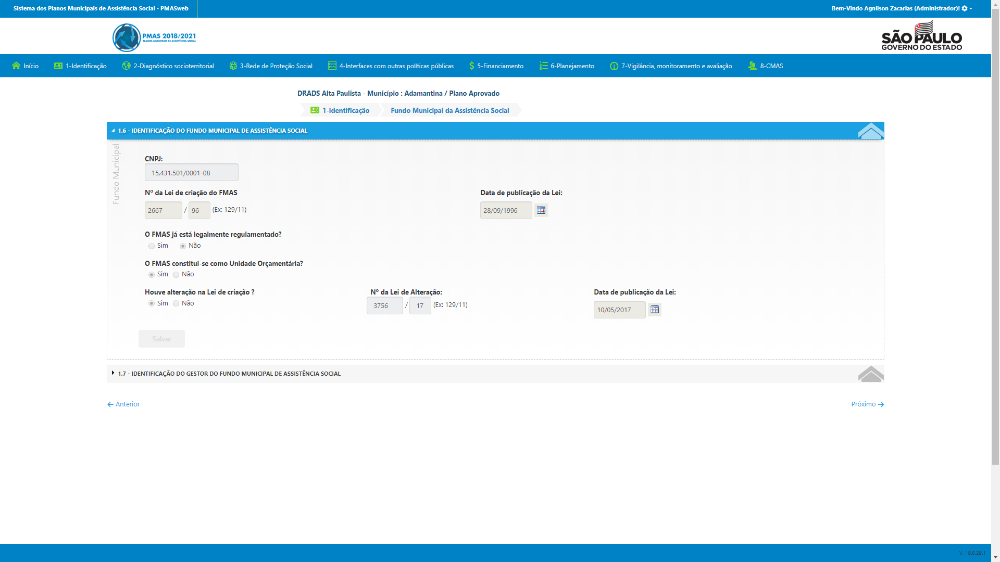 Sistema dos Planos Municipais de Assistência Social - PMASweb
Bem-Vindo Agnilson Zacarias (Administrador)!
PMAS 2018/2021
PLANOS MUNICIPAIS DE ASSISTÊNCIA SOCIAL
SÃO PAULO
GOVERNO DO ESTADO
Início
1-Identificação
2-Diagnóstico socioterritorial
3-Rede de Proteção Social
4-Interfaces com outras políticas públicas
5-Financiamento
6-Planejamento
7-Vigilância, monitoramento e avaliação
8-CMAS
DRADS Alta Paulista - Município : Adamantina / Plano Aprovado
1-Identificação
Fundo Municipal da Assistência Social
1.6 - IDENTIFICAÇÃO DO FUNDO MUNICIPAL DE ASSISTÊNCIA SOCIAL
Fundo Municipal
CNPJ:
15.431.501/0001-08
Nº da Lei de criação do FMAS
Data de publicação da Lei:
2667 / 96 (Ex: 129/11)
28/09/1996
O FMAS já está legalmente regulamentado?
Sim Não
O FMAS constitui-se como Unidade Orçamentária?
Sim Não
Houve alteração na Lei de criação ?
Nº da Lei de Alteração:
Data de publicação da Lei:
Sim Não
3756 / 17 (Ex: 129/11)
10/05/2017
Salvar
1.7 - IDENTIFICAÇÃO DO GESTOR DO FUNDO MUNICIPAL DE ASSISTÊNCIA SOCIAL
Anterior
Próximo
V. 19.8.29.1